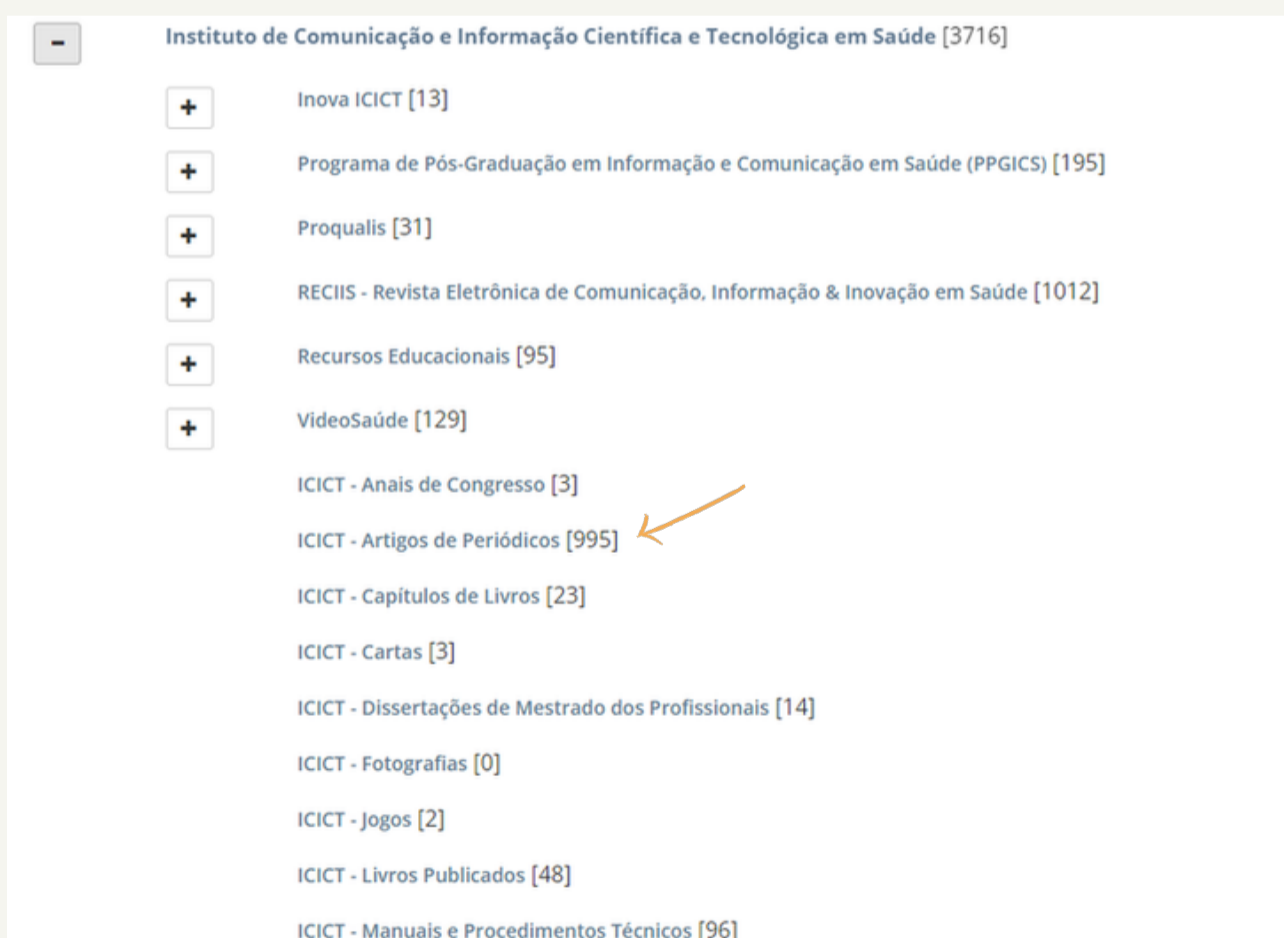 Instituto de Comunicação e Informação Científica e Tecnológica em Saúde [3716]
Inova ICICT [13]
Programa de Pós-Graduação em Informação e Comunicação em Saúde (PPGICS) [195]
Proqualis [31]
RECIIS - Revista Eletrônica de Comunicação, Informação & Inovação em Saúde [1012]
Recursos Educacionais [95]
VideoSaúde [129]
ICICT - Anais de Congresso [3]
ICICT - Artigos de Periódicos [995]
ICICT - Capítulos de Livros [23]
ICICT - Cartas [3]
ICICT - Dissertações de Mestrado dos Profissionais [14]
ICICT - Fotografias [0]
ICICT - Jogos [2]
ICICT - Livros Publicados [48]
ICICT - Manuais e Procedimentos Técnicos [96]